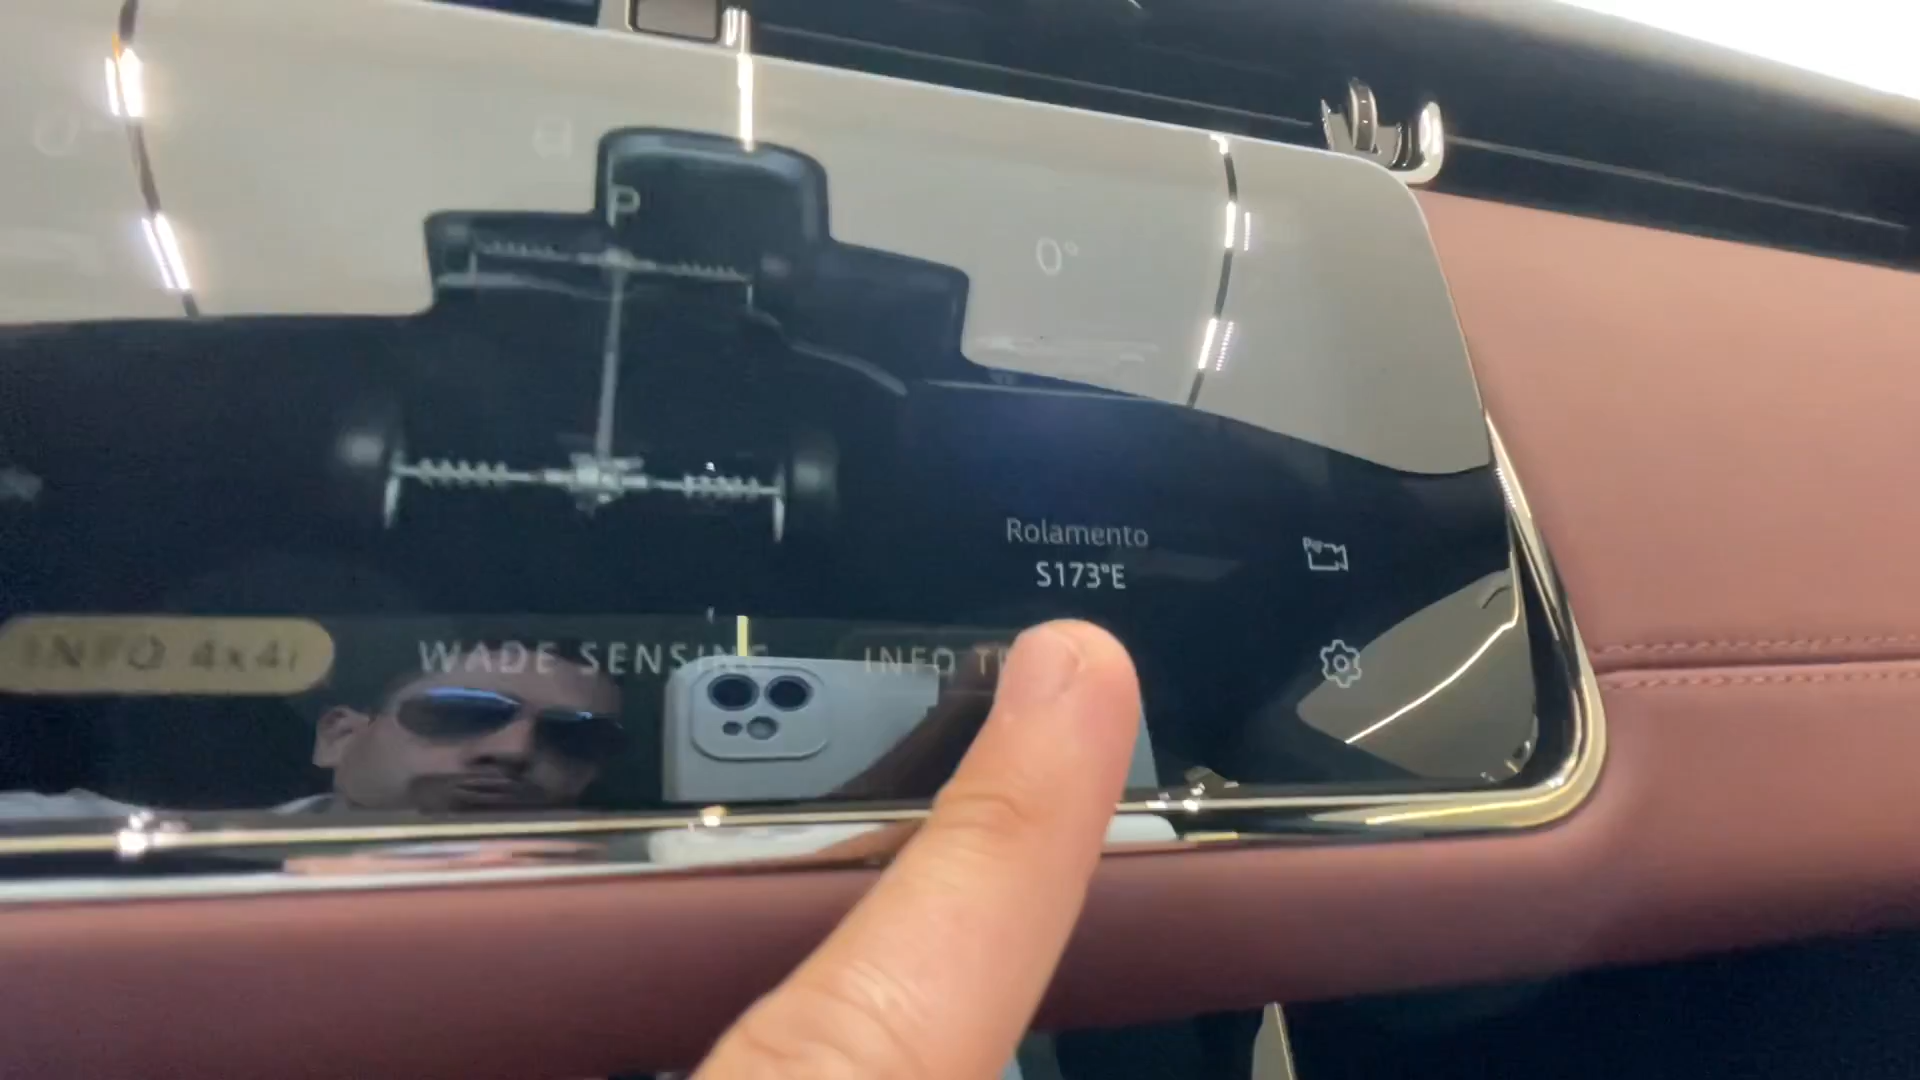 P
0°
Rolamento
S173°E
INFO 4x4i
WADE SENSING
INFO